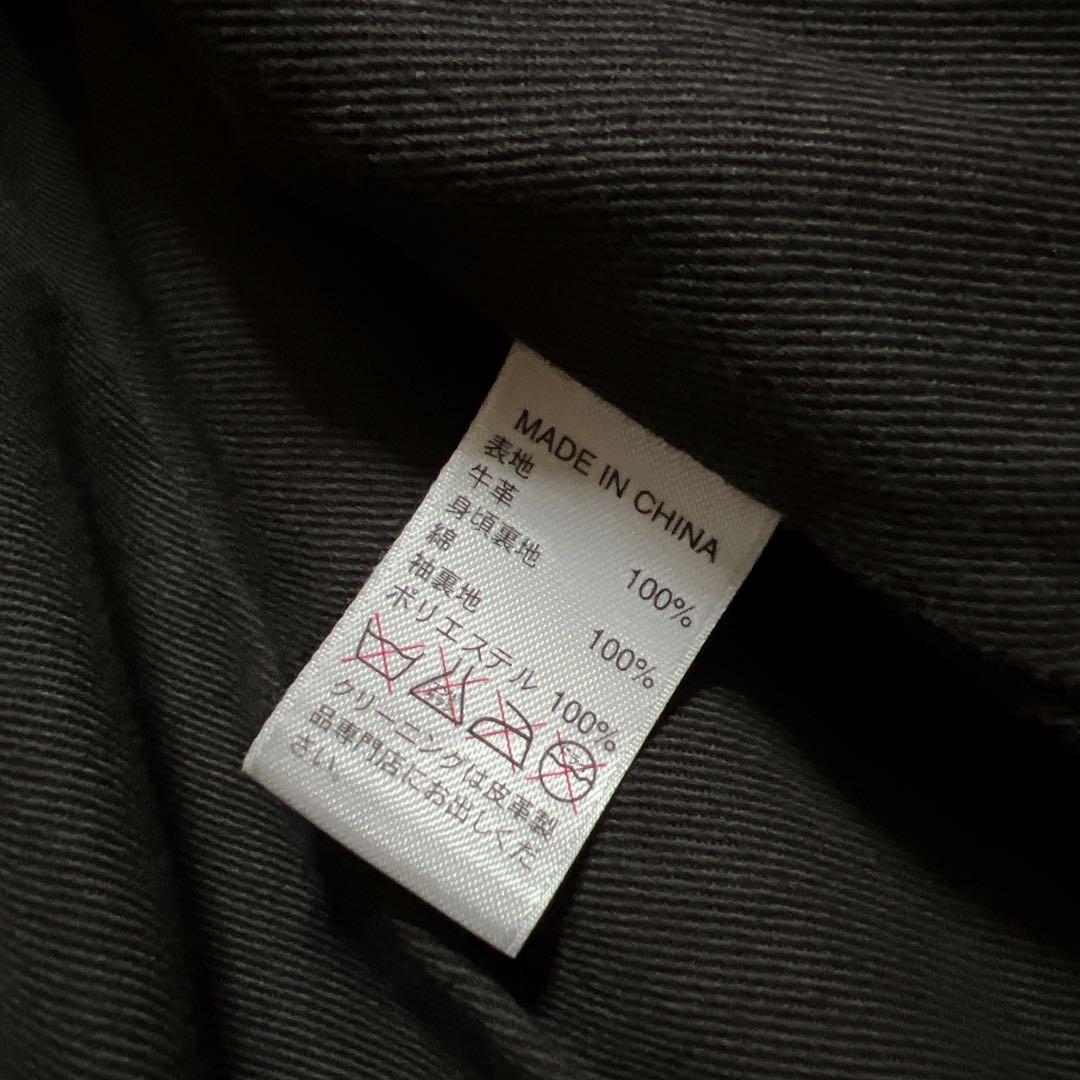 MADE IN CHINA
表地
牛革 100%
身頃裏地
綿 100%
袖裏地
ポリエステル 100%
クリーニングは皮革製
品専門店にお出しくだ
さい。